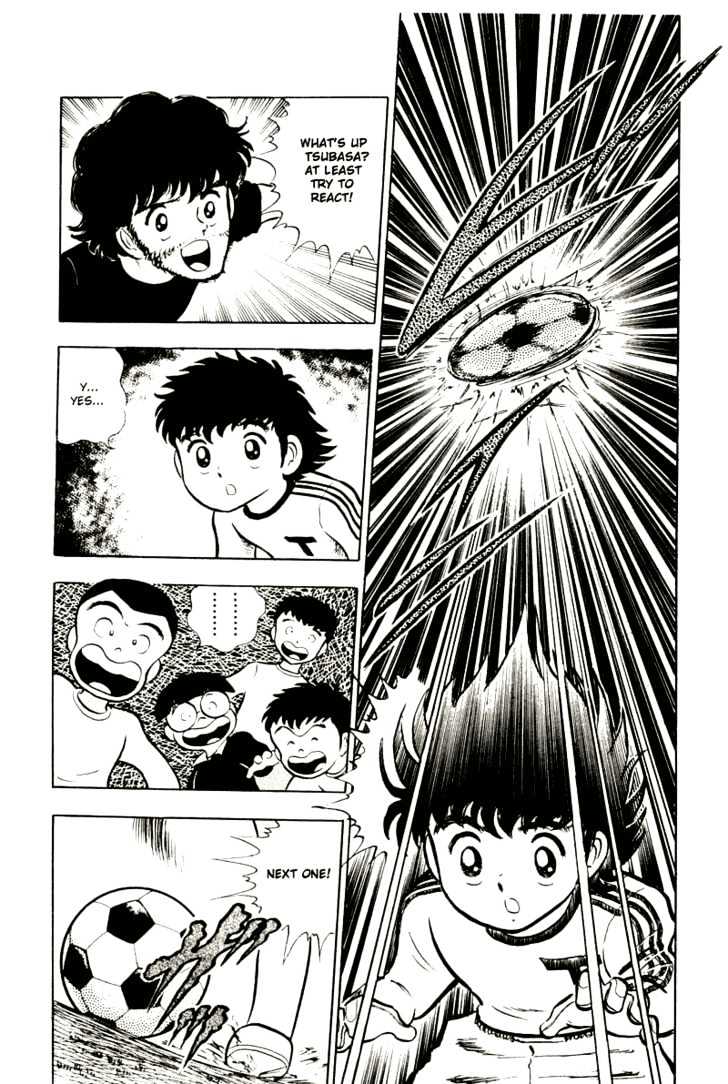 WHAT'S UP
TSUBASA?
AT LEAST
TRY TO
REACT!
Y...
YES...
T
NEXT ONE!
T